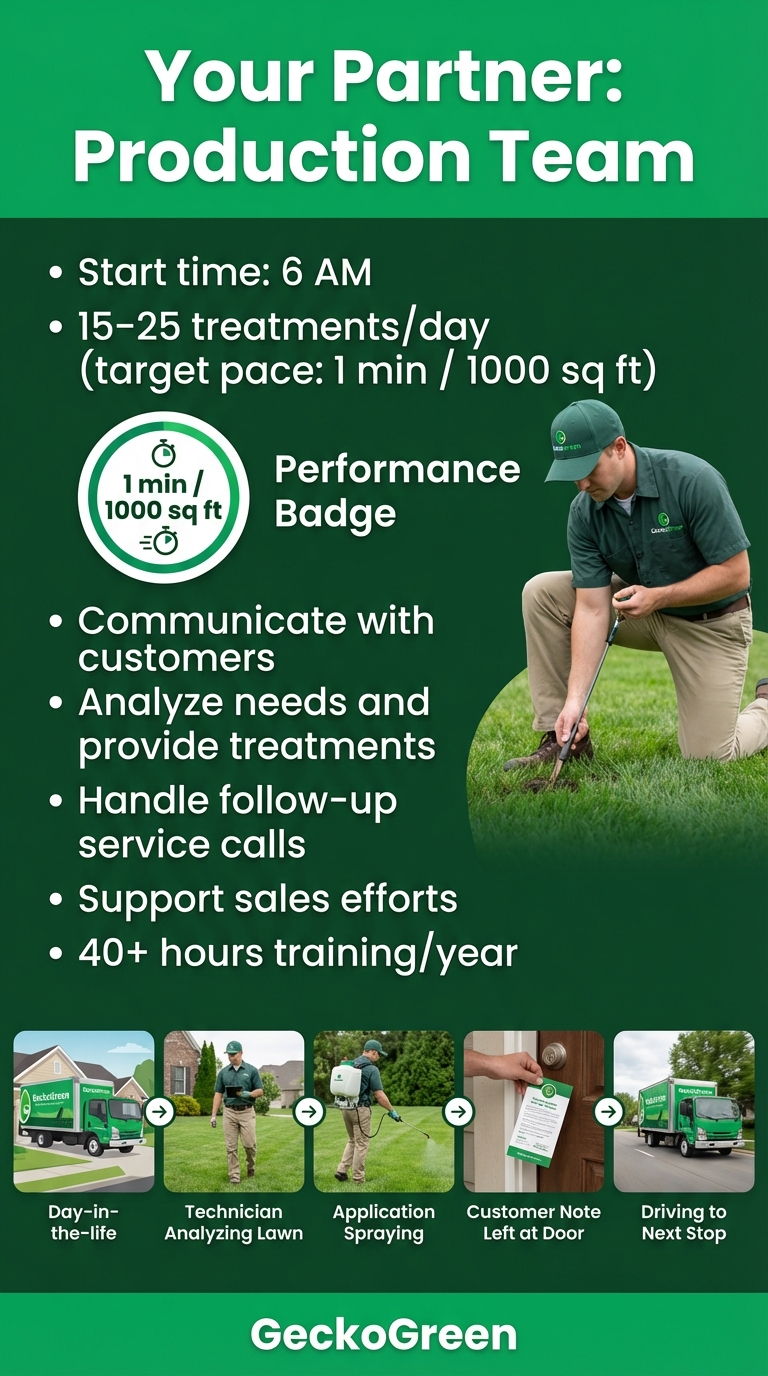 Your Partner:
Production Team
• Start time: 6 AM
• 15–25 treatments/day
(target pace: 1 min / 1000 sq ft)
1 min /
1000 sq ft
Performance
Badge
• Communicate with
customers
• Analyze needs and
provide treatments
• Handle follow-up
service calls
• Support sales efforts
• 40+ hours training/year
GeckoGreen
Day-in-
the-life
Technician
Analyzing Lawn
Application
Spraying
Customer Note
Left at Door
Driving to
Next Stop
GeckoGreen